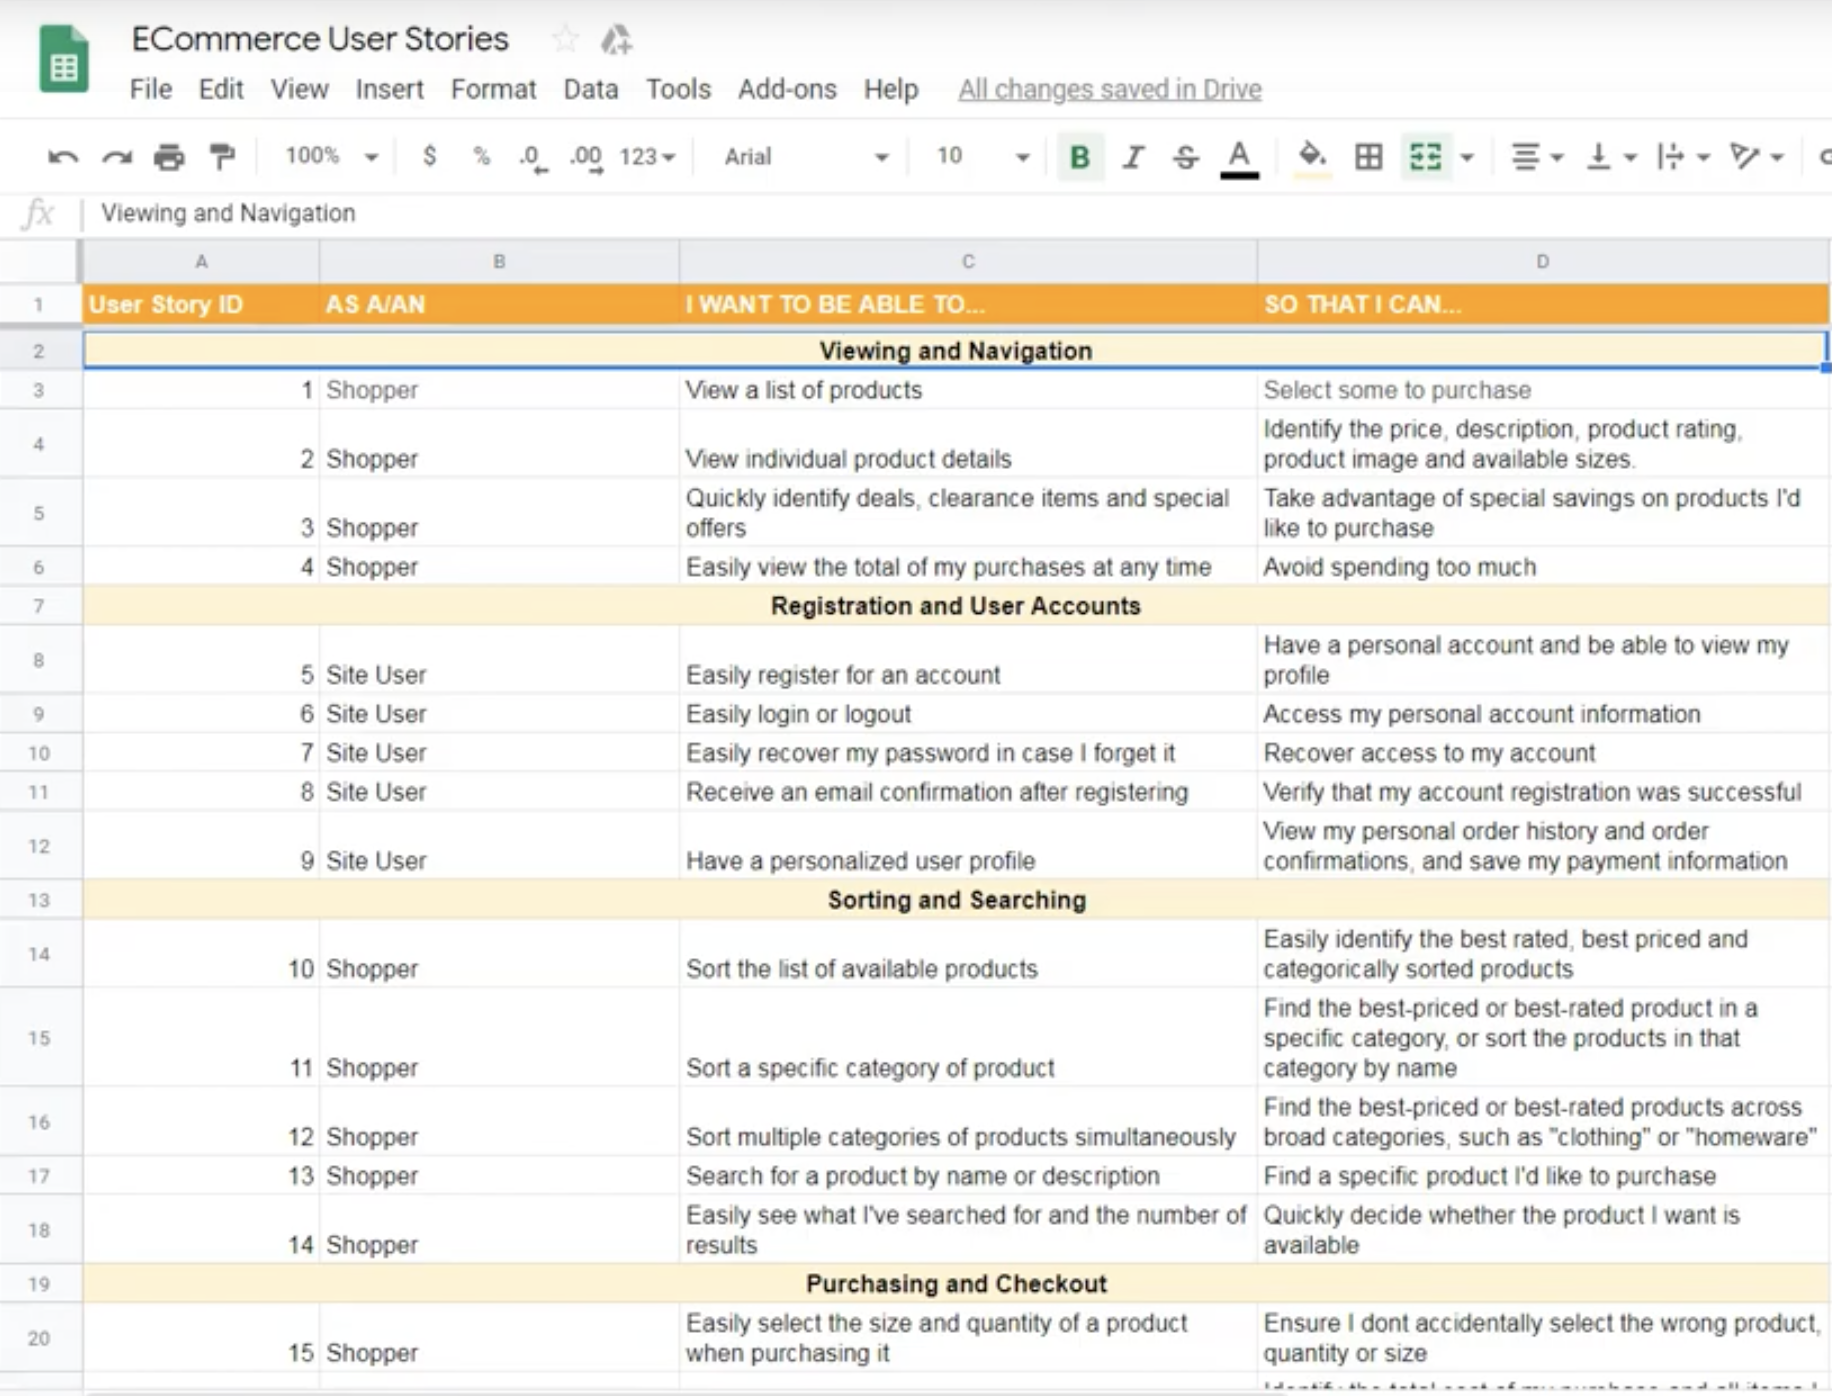 ECommerce User Stories
File Edit View Insert Format Data Tools Add-ons Help All changes saved in Drive
100% $ % .0 .00 123 Arial 10 B I S A
fx Viewing and Navigation
A B C D
1 User Story ID AS A/AN I WANT TO BE ABLE TO... SO THAT I CAN...
2 Viewing and Navigation
3 1 Shopper View a list of products Select some to purchase
4 2 Shopper View individual product details Identify the price, description, product rating,
product image and available sizes.
5 3 Shopper Quickly identify deals, clearance items and special
offers Take advantage of special savings on products I'd
like to purchase
6 4 Shopper Easily view the total of my purchases at any time Avoid spending too much
7 Registration and User Accounts
8 5 Site User Easily register for an account Have a personal account and be able to view my
profile
9 6 Site User Easily login or logout Access my personal account information
10 7 Site User Easily recover my password in case I forget it Recover access to my account
11 8 Site User Receive an email confirmation after registering Verify that my account registration was successful
12 9 Site User Have a personalized user profile View my personal order history and order
confirmations, and save my payment information
13 Sorting and Searching
14 10 Shopper Sort the list of available products Easily identify the best rated, best priced and
categorically sorted products
15 11 Shopper Sort a specific category of product Find the best-priced or best-rated product in a
specific category, or sort the products in that
category by name
16 12 Shopper Sort multiple categories of products simultaneously Find the best-priced or best-rated products across
broad categories, such as "clothing" or "homeware"
17 13 Shopper Search for a product by name or description Find a specific product I'd like to purchase
18 14 Shopper Easily see what I've searched for and the number of
results Quickly decide whether the product I want is
available
19 Purchasing and Checkout
20 15 Shopper Easily select the size and quantity of a product
when purchasing it Ensure I dont accidentally select the wrong product,
quantity or size